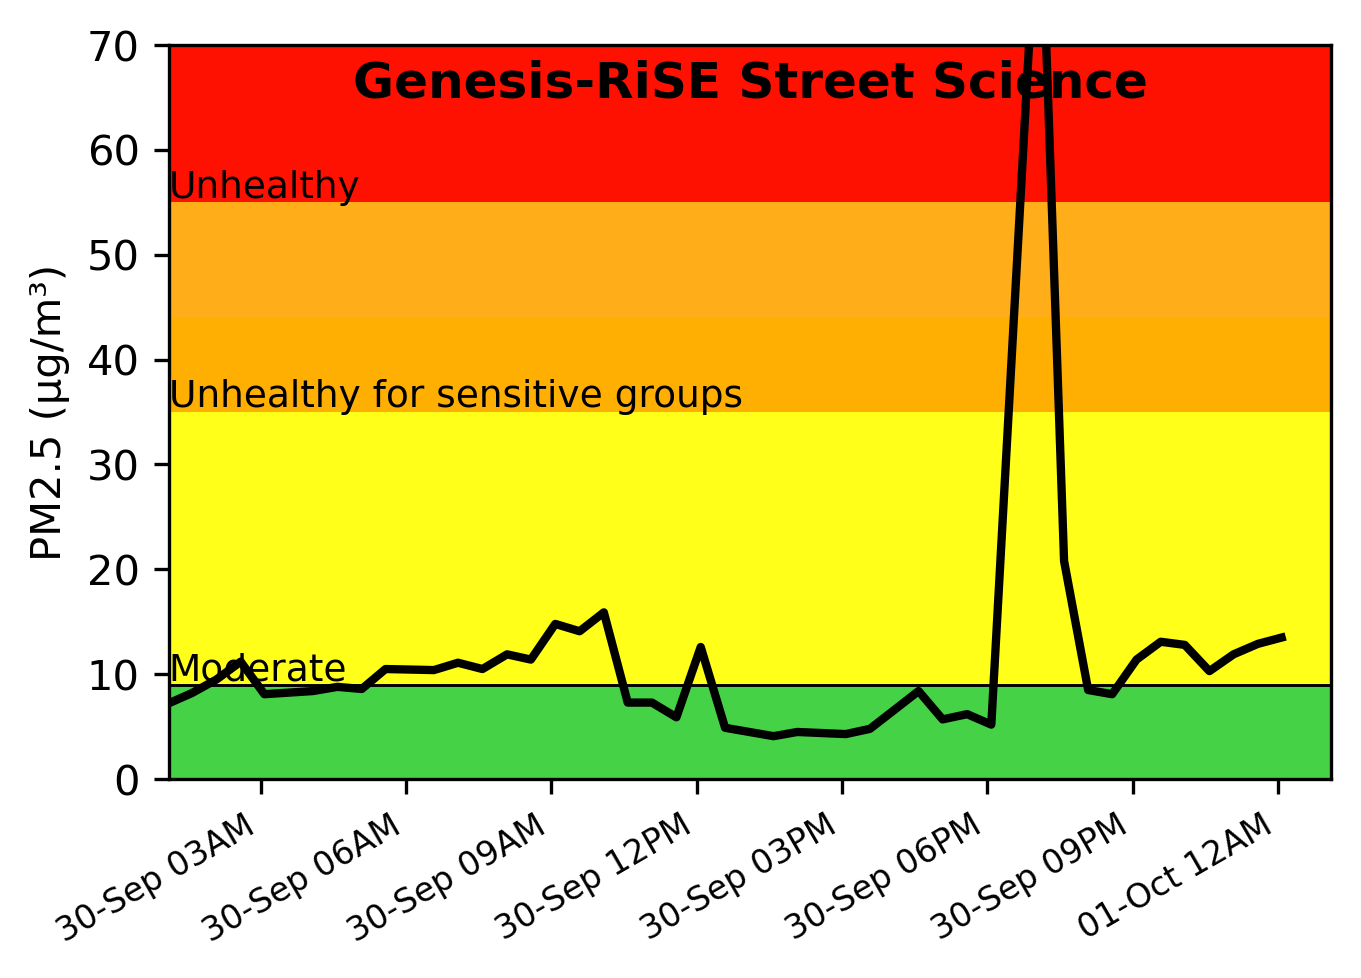 Genesis-RiSE Street Science
70
60
50
40
30
20
10
0
PM2.5 (µg/m³)
Unhealthy
Unhealthy for sensitive groups
Moderate
30-Sep 03AM
30-Sep 06AM
30-Sep 09AM
30-Sep 12PM
30-Sep 03PM
30-Sep 06PM
30-Sep 09PM
01-Oct 12AM